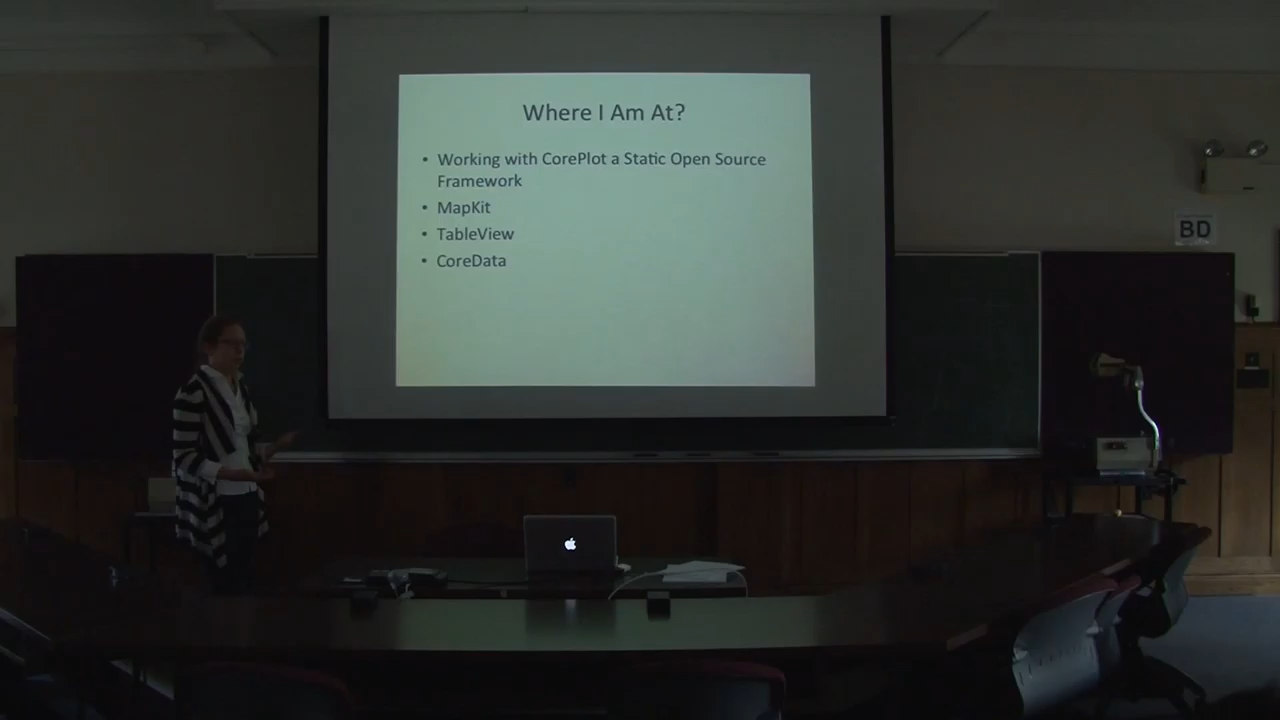 Where I Am At?
• Working with CorePlot a Static Open Source
Framework
• MapKit
• TableView
• CoreData
BD